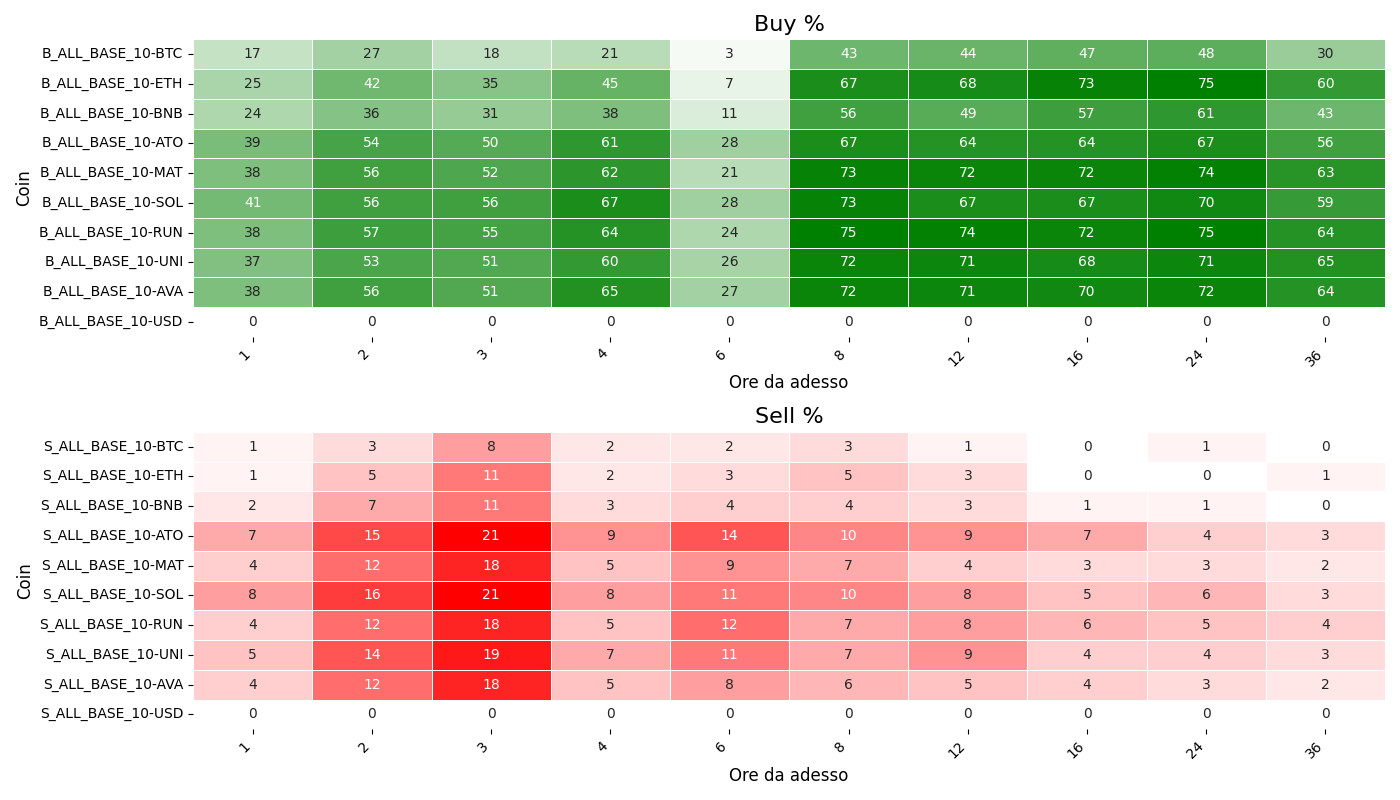 Buy %
Coin
B_ALL_BASE_10-BTC 17 27 18 21 3 43 44 47 48 30
B_ALL_BASE_10-ETH 25 42 35 45 7 67 68 73 75 60
B_ALL_BASE_10-BNB 24 36 31 38 11 56 49 57 61 43
B_ALL_BASE_10-ATO 39 54 50 61 28 67 64 64 67 56
B_ALL_BASE_10-MAT 38 56 52 62 21 73 72 72 74 63
B_ALL_BASE_10-SOL 41 56 56 67 28 73 67 67 70 59
B_ALL_BASE_10-RUN 38 57 55 64 24 75 74 72 75 64
B_ALL_BASE_10-UNI 37 53 51 60 26 72 71 68 71 65
B_ALL_BASE_10-AVA 38 56 51 65 27 72 71 70 72 64
B_ALL_BASE_10-USD 0 0 0 0 0 0 0 0 0 0
1 2 3 4 6 8 12 16 24 36
Ore da adesso
Sell %
Coin
S_ALL_BASE_10-BTC 1 3 8 2 2 3 1 0 1 0
S_ALL_BASE_10-ETH 1 5 11 2 3 5 3 0 0 1
S_ALL_BASE_10-BNB 2 7 11 3 4 4 3 1 1 0
S_ALL_BASE_10-ATO 7 15 21 9 14 10 9 7 4 3
S_ALL_BASE_10-MAT 4 12 18 5 9 7 4 3 3 2
S_ALL_BASE_10-SOL 8 16 21 8 11 10 8 5 6 3
S_ALL_BASE_10-RUN 4 12 18 5 12 7 8 6 5 4
S_ALL_BASE_10-UNI 5 14 19 7 11 7 9 4 4 3
S_ALL_BASE_10-AVA 4 12 18 5 8 6 5 4 3 2
S_ALL_BASE_10-USD 0 0 0 0 0 0 0 0 0 0
1 2 3 4 6 8 12 16 24 36
Ore da adesso